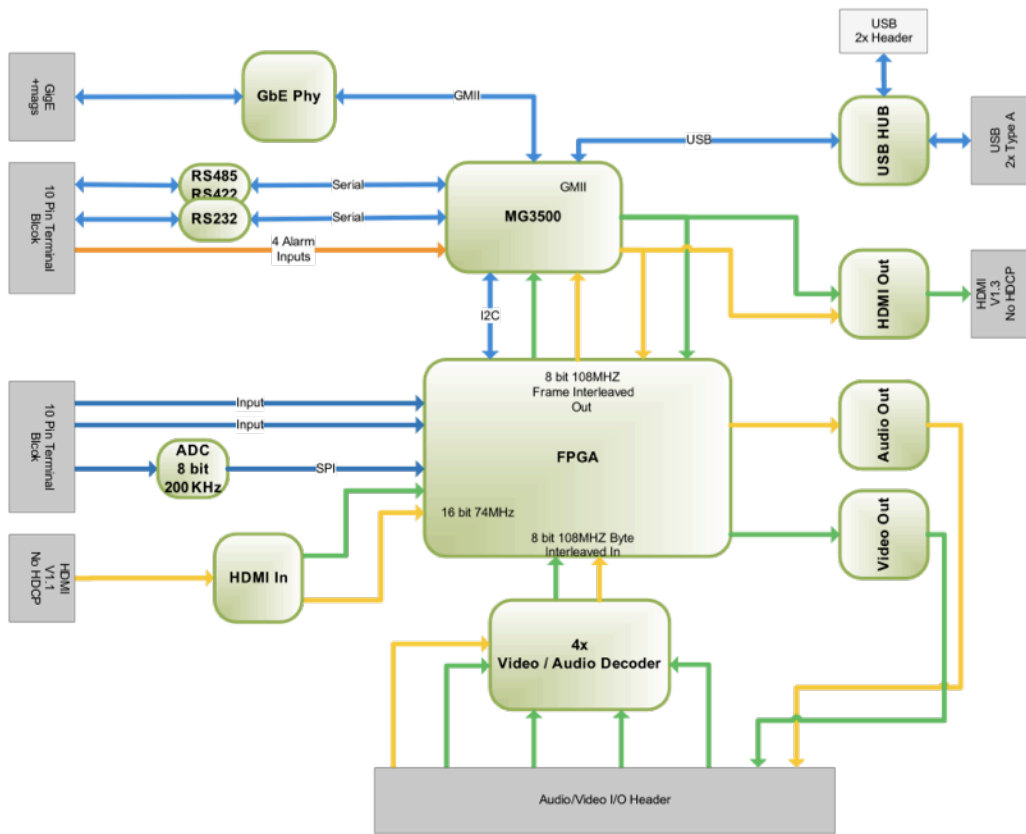 USB
2x Header
GigE
+mags
GbE Phy
GMII
USB
USB HUB
USB
2x Type A
10 Pin Terminal
Blcok
RS485
RS422
Serial
RS232
Serial
4 Alarm
Inputs
GMII
MG3500
HDMI Out
HDMI
V1.3
No HDCP
I2C
8 bit 108MHZ
Frame Interleaved
Out
10 Pin Terminal
Blcok
Input
Input
ADC
8 bit
200 KHz
SPI
FPGA
Audio Out
16 bit 74MHz
8 bit 108MHZ Byte
Interleaved In
Video Out
HDMI
V1.1
No HDCP
HDMI In
4x
Video / Audio Decoder
Audio/Video I/O Header